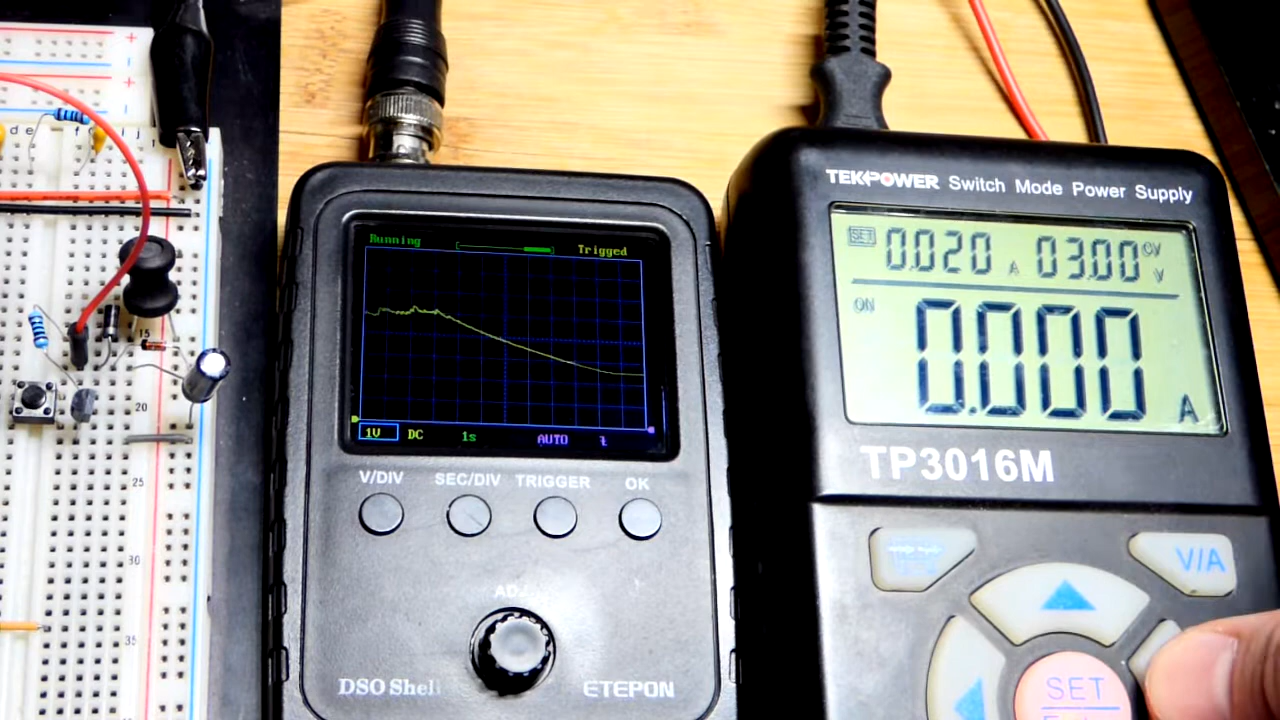 +
+
d e f i j
15
20
25
30
35
Running
Trigged
1V DC 1s AUTO
V/DIV SEC/DIV TRIGGER OK
DSO Shell
ETEPON
TEKPOWER Switch Mode Power Supply
SET 0.020 A 03.00 CV V
ON 0.000 A
TP3016M
V/A
SET